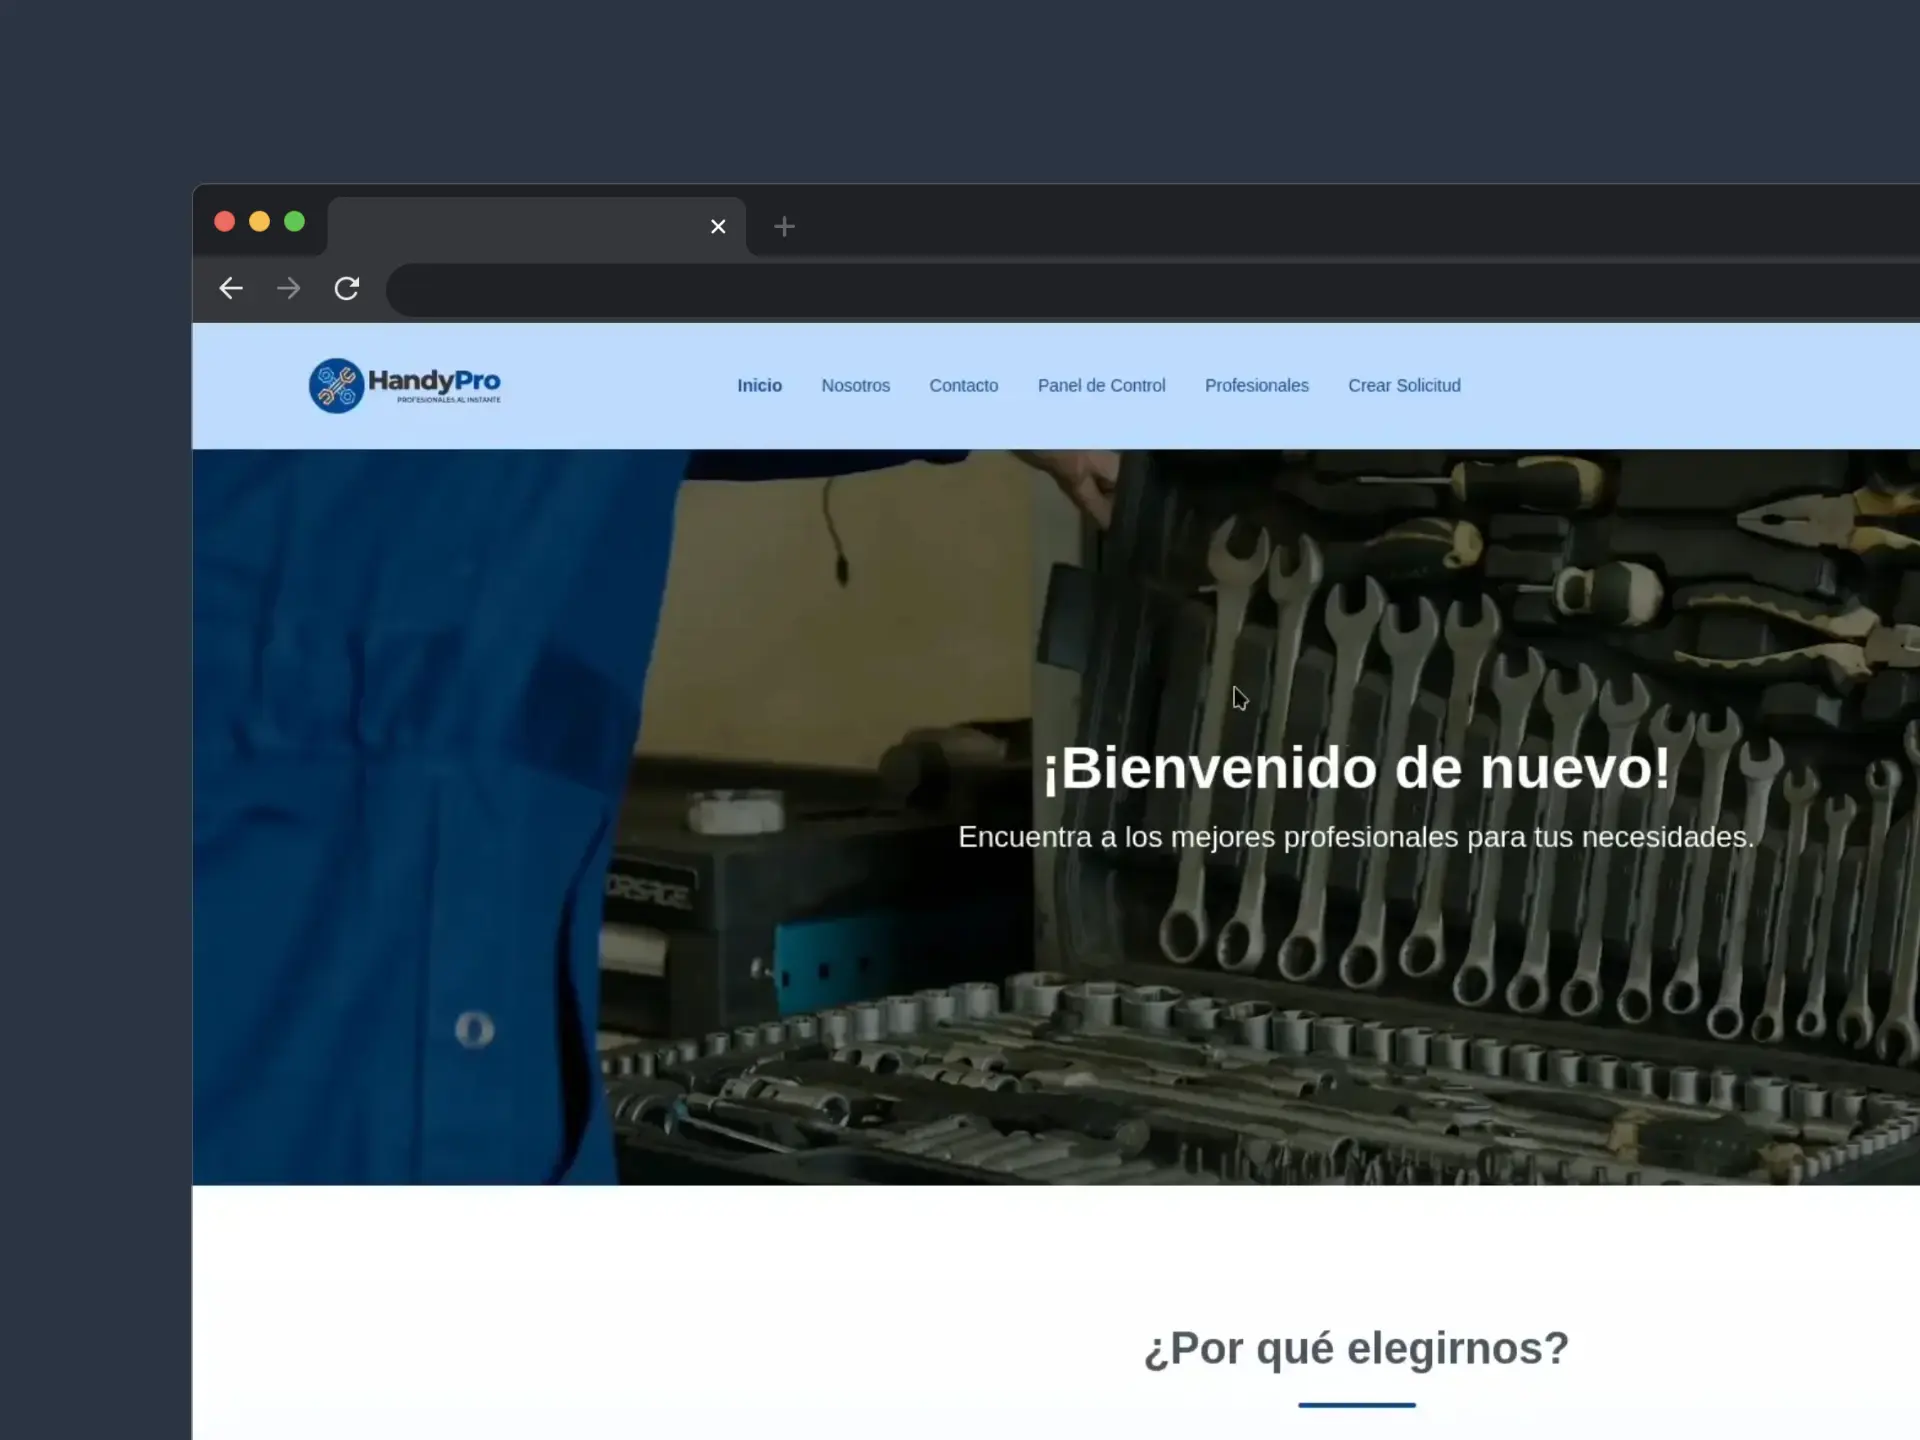 HandyPro
PROFESIONALES AL INSTANTE
Inicio Nosotros Contacto Panel de Control Profesionales Crear Solicitud
¡Bienvenido de nuevo!
Encuentra a los mejores profesionales para tus necesidades.
¿Por qué elegirnos?